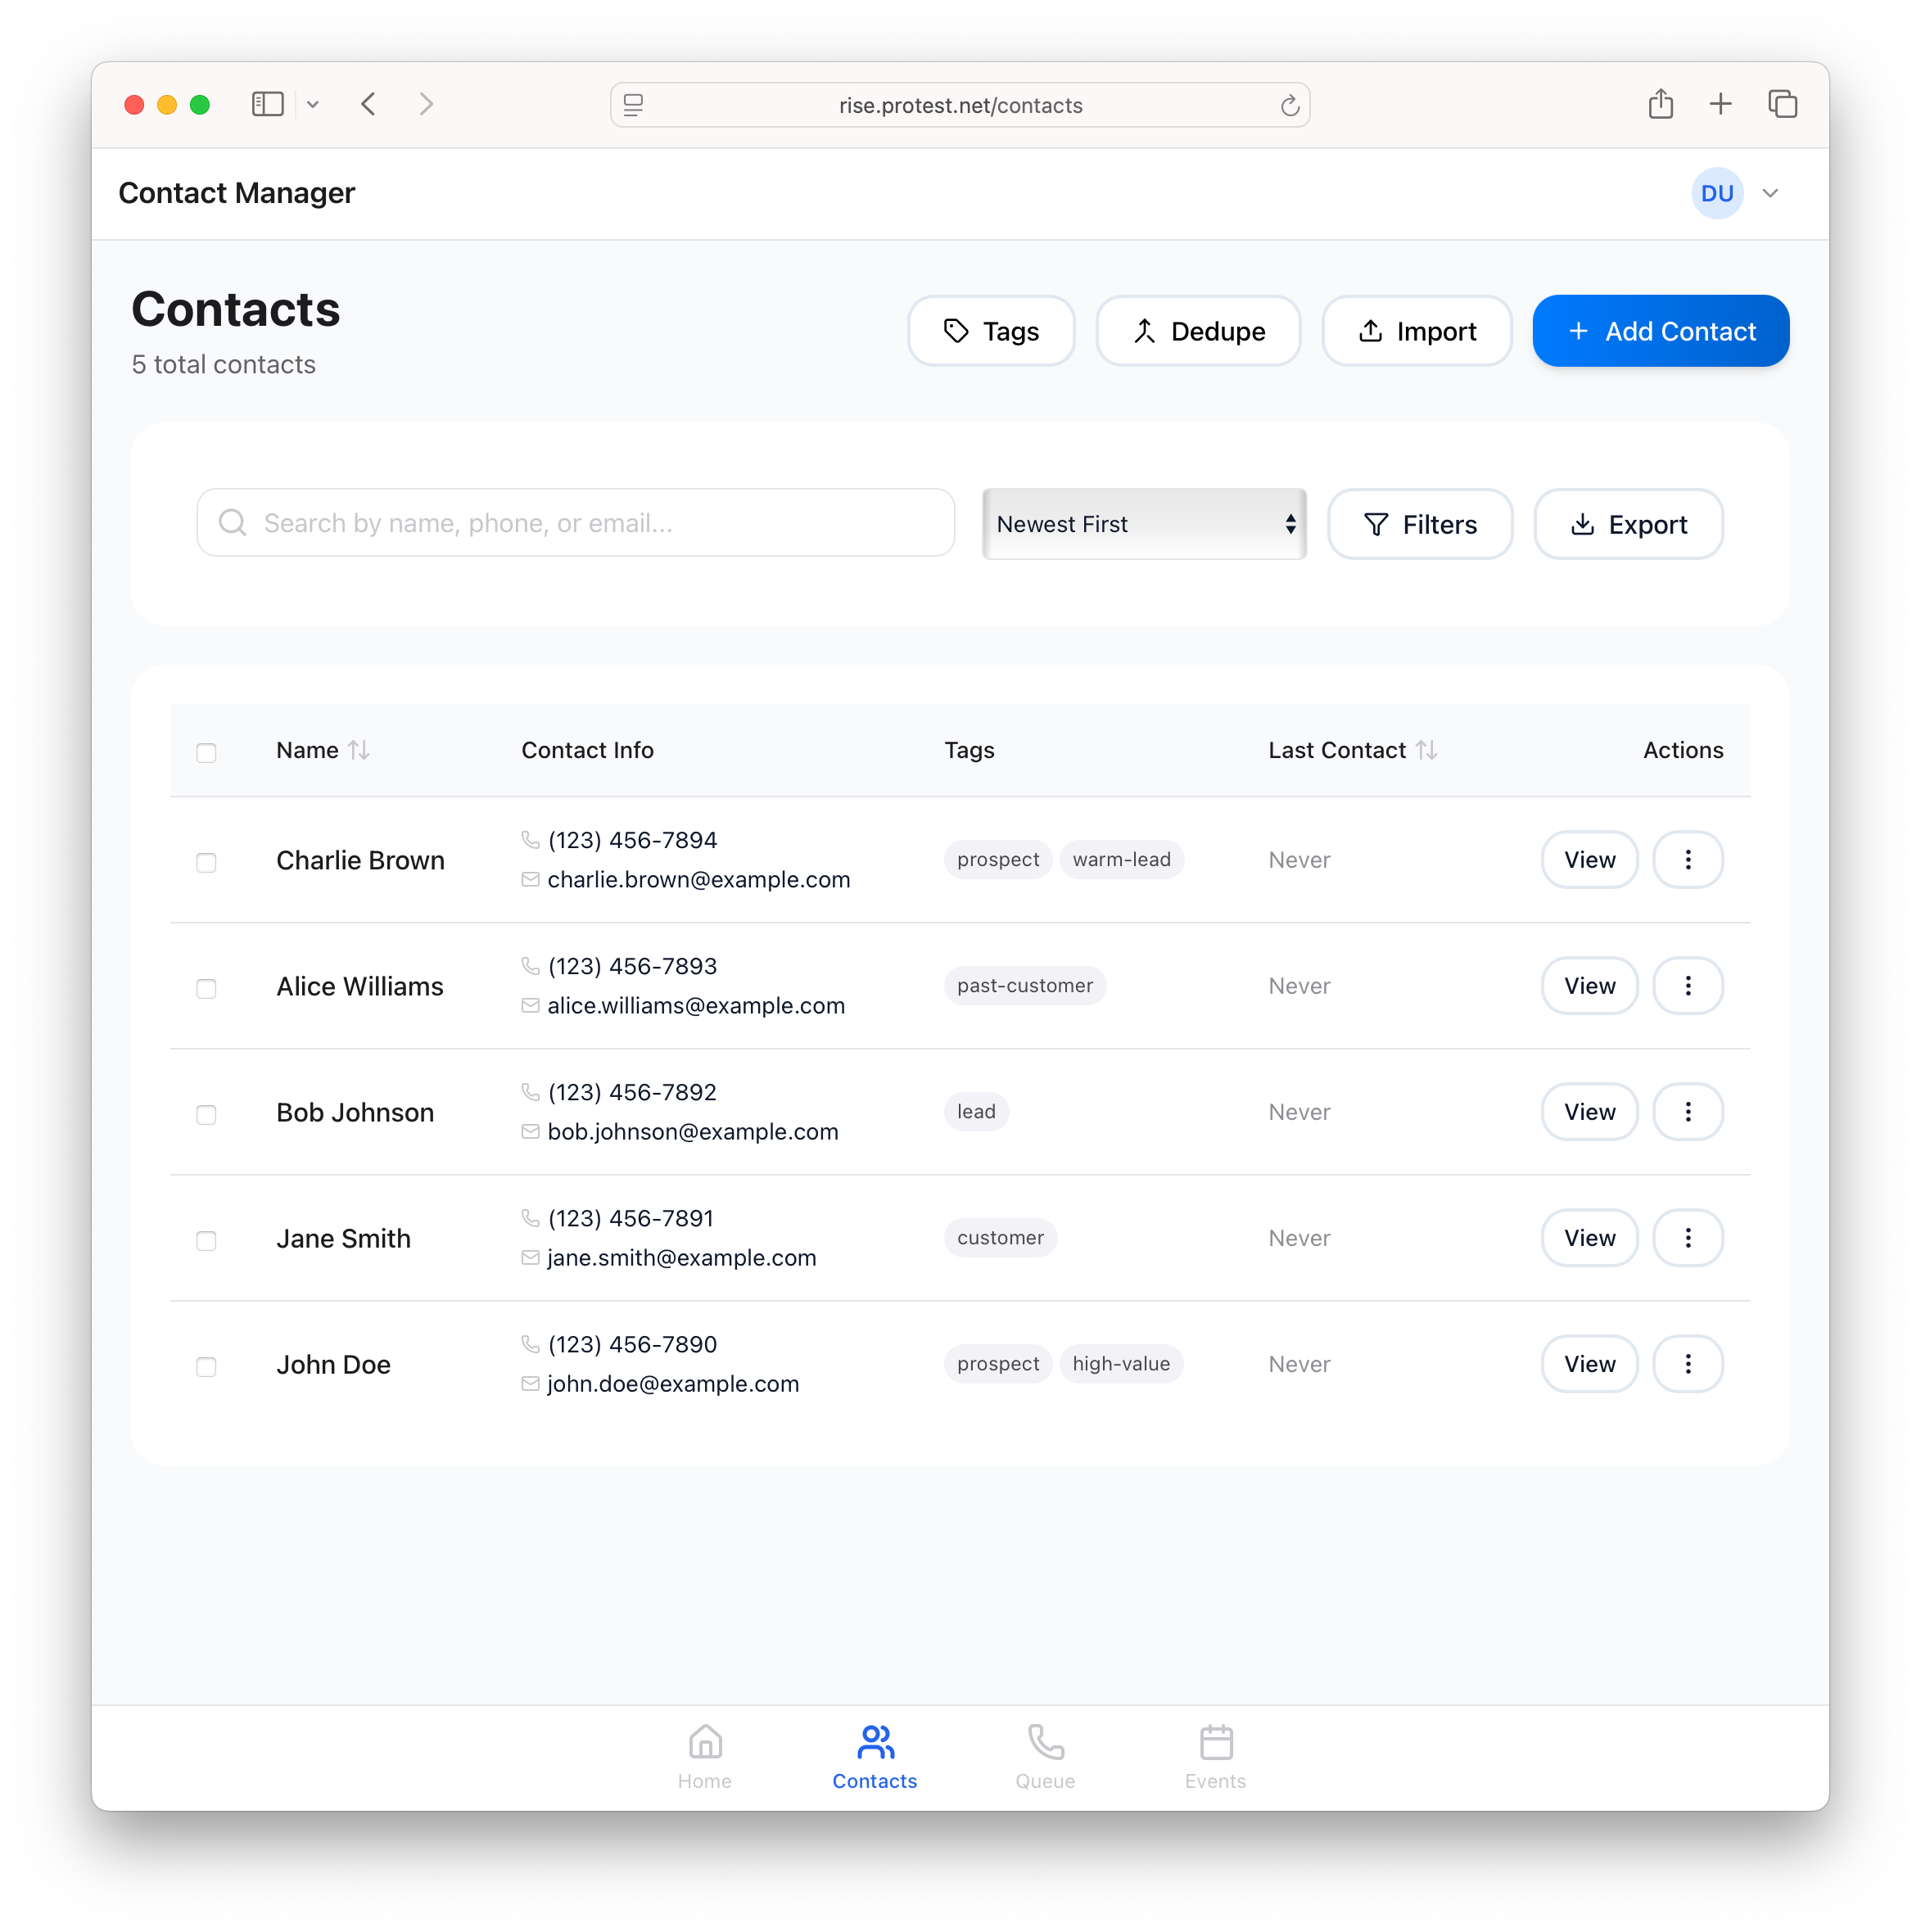 rise.protest.net/contacts
Contact Manager
DU
Contacts
5 total contacts
Tags
Dedupe
Import
Add Contact
Search by name, phone, or email...
Newest First
Filters
Export
Name
Contact Info
Tags
Last Contact
Actions
Charlie Brown
(123) 456-7894
charlie.brown@example.com
prospect
warm-lead
Never
View
Alice Williams
(123) 456-7893
alice.williams@example.com
past-customer
Never
View
Bob Johnson
(123) 456-7892
bob.johnson@example.com
lead
Never
View
Jane Smith
(123) 456-7891
jane.smith@example.com
customer
Never
View
John Doe
(123) 456-7890
john.doe@example.com
prospect
high-value
Never
View
Home
Contacts
Queue
Events